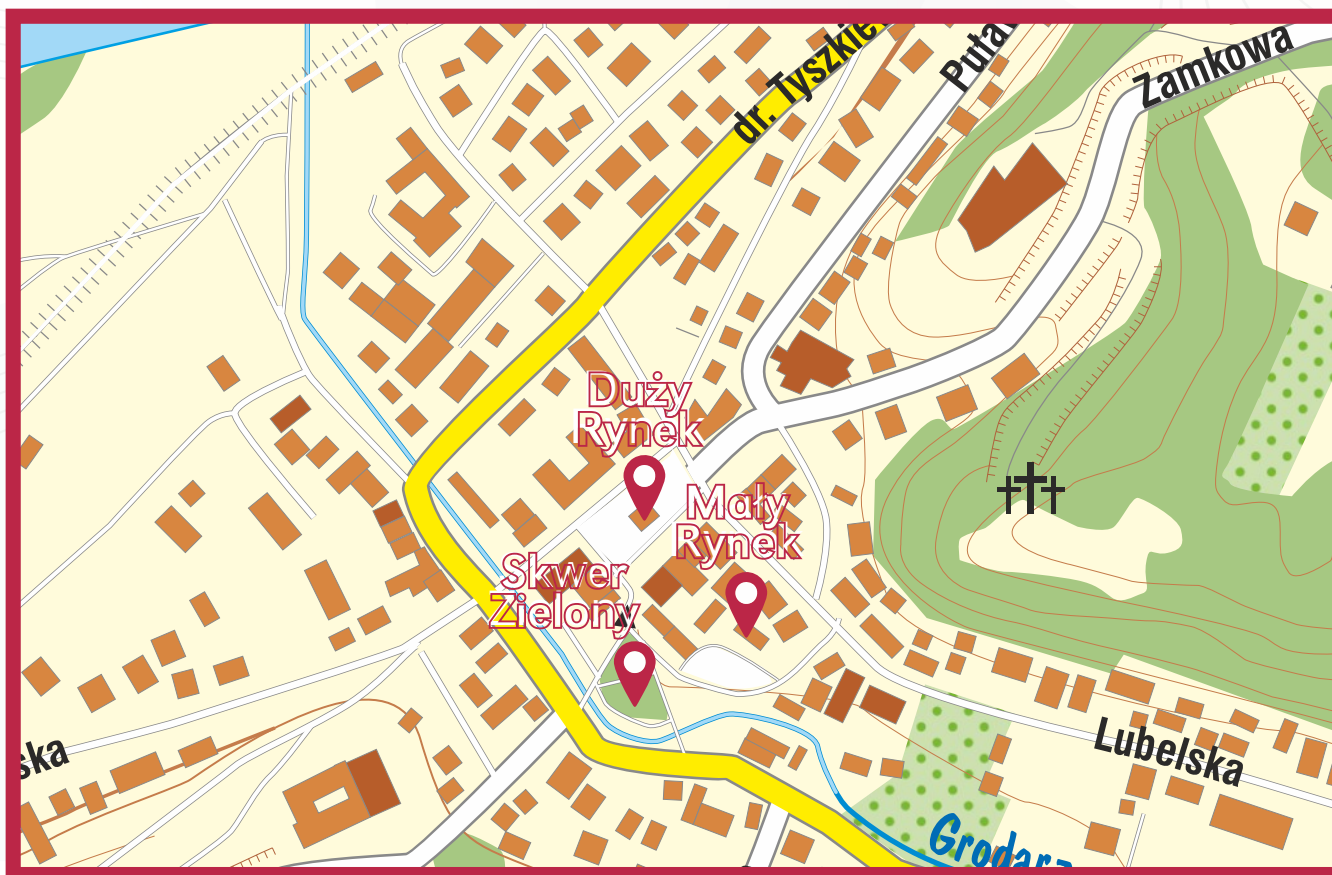 dr. Tyszkie
Puła
Zamkowa
Duży
Rynek
Mały
Rynek
Skwer
Zielony
ska
Lubelska
Grodarz